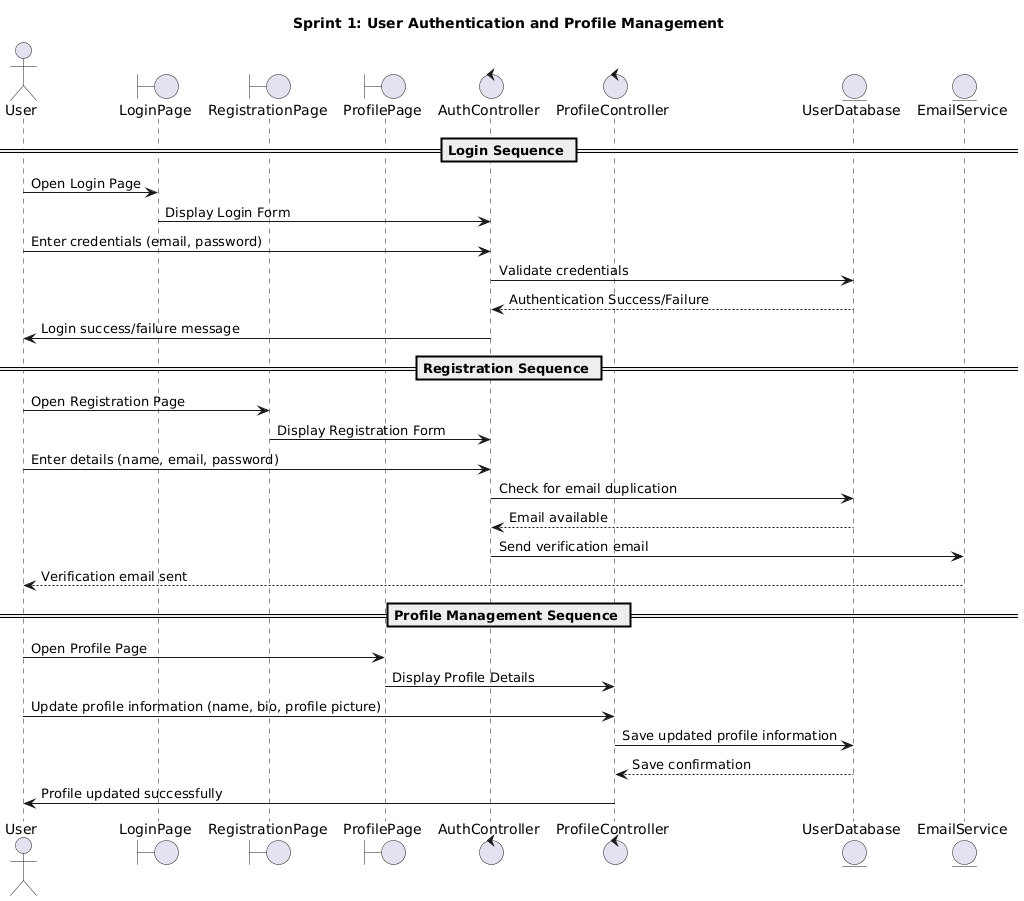 Sprint 1: User Authentication and Profile Management
User LoginPage RegistrationPage ProfilePage AuthController ProfileController UserDatabase EmailService
Login Sequence
Open Login Page
Display Login Form
Enter credentials (email, password)
Validate credentials
Authentication Success/Failure
Login success/failure message
Registration Sequence
Open Registration Page
Display Registration Form
Enter details (name, email, password)
Check for email duplication
Email available
Send verification email
Verification email sent
Profile Management Sequence
Open Profile Page
Display Profile Details
Update profile information (name, bio, profile picture)
Save updated profile information
Save confirmation
Profile updated successfully
User LoginPage RegistrationPage ProfilePage AuthController ProfileController UserDatabase EmailService